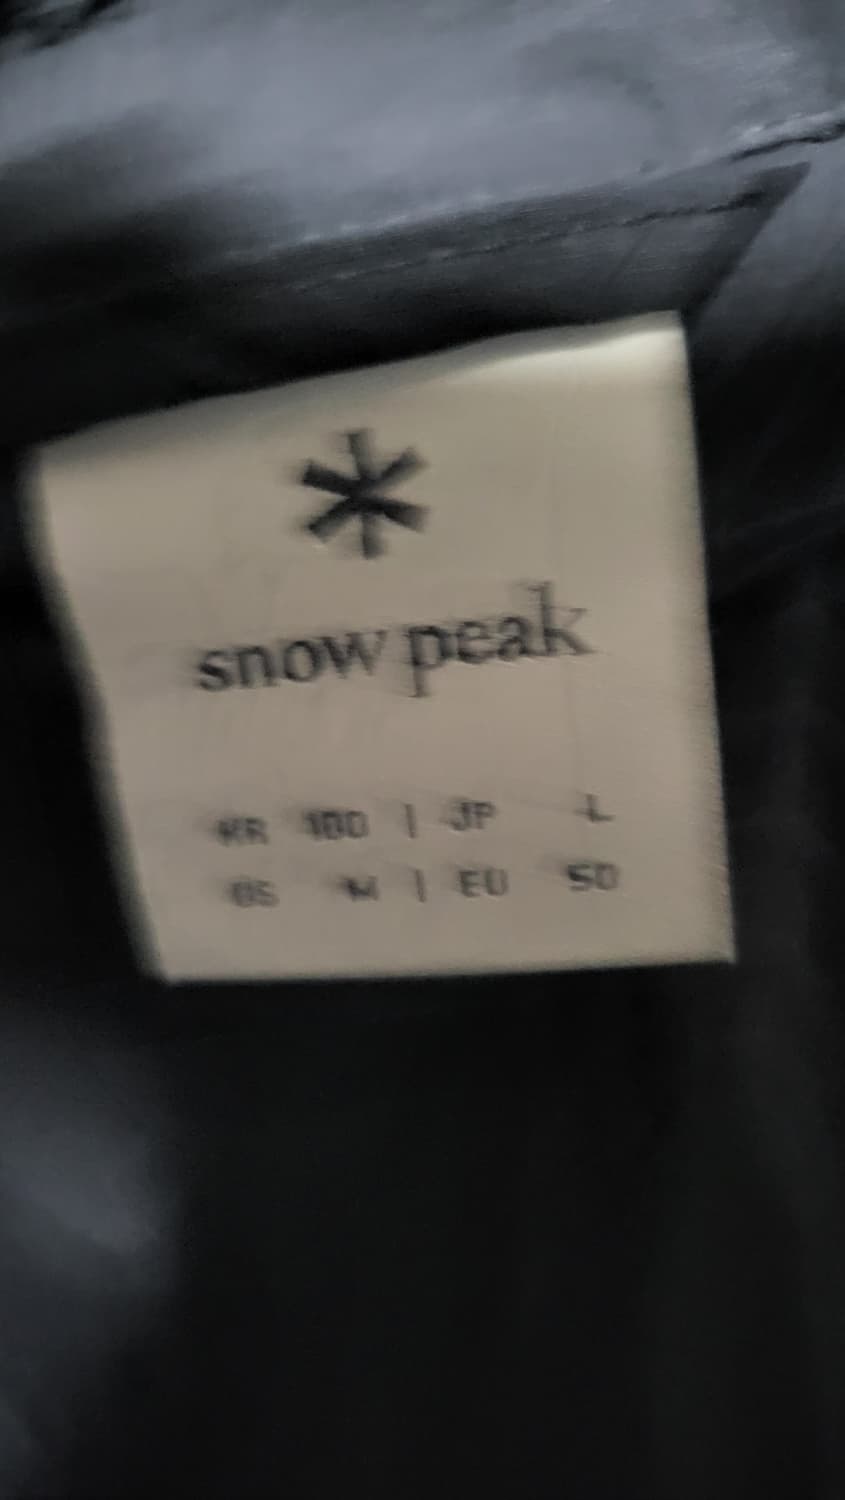 snow peak
KR 100 | JP L
US M | EU 50